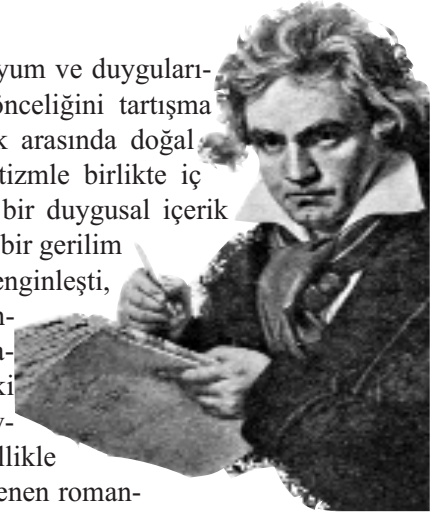 yum ve duyguları-
önceliğini tartışma
k arasında doğal
tizmle birlikte iç
bir duygusal içerik
bir gerilim
enginleşti,
n-
a-
ki
y-
llikle
enen roman-